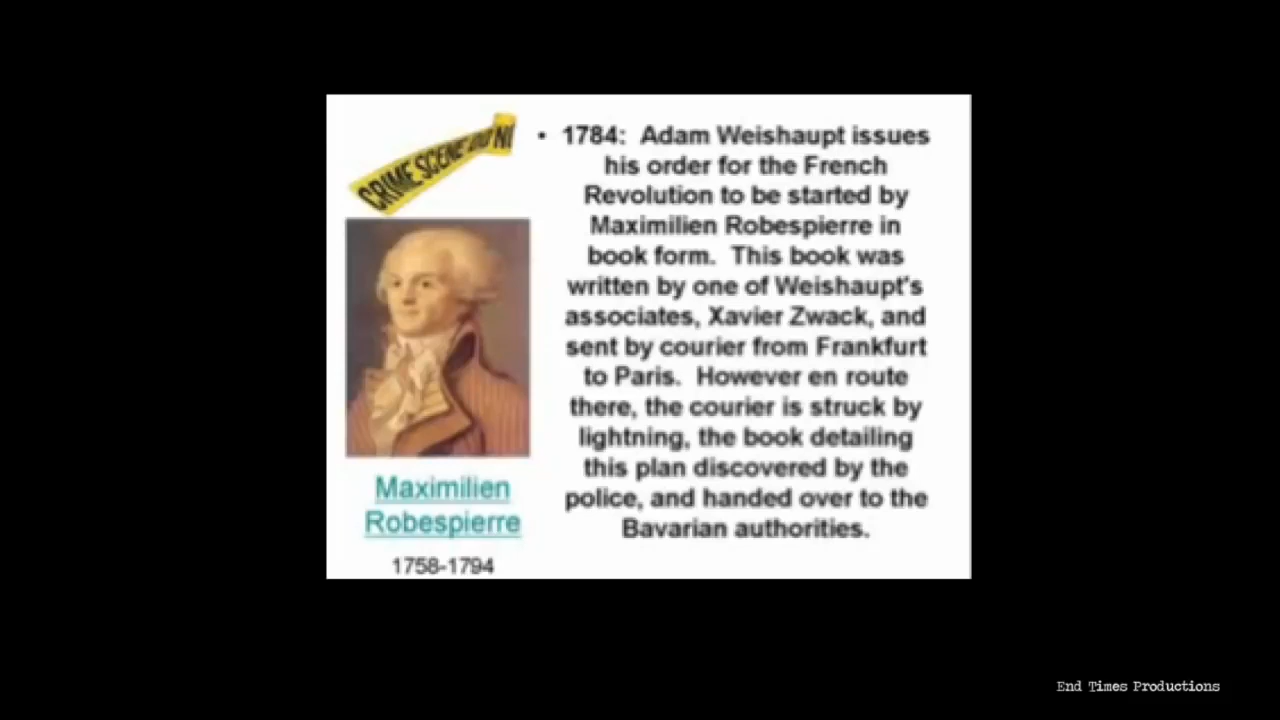 CRIME SCENE DO N
• 1784: Adam Weishaupt issues
his order for the French
Revolution to be started by
Maximilien Robespierre in
book form. This book was
written by one of Weishaupt's
associates, Xavier Zwack, and
sent by courier from Frankfurt
to Paris. However en route
there, the courier is struck by
lightning, the book detailing
this plan discovered by the
police, and handed over to the
Bavarian authorities.
Maximilien
Robespierre
1758-1794
End Times Productions